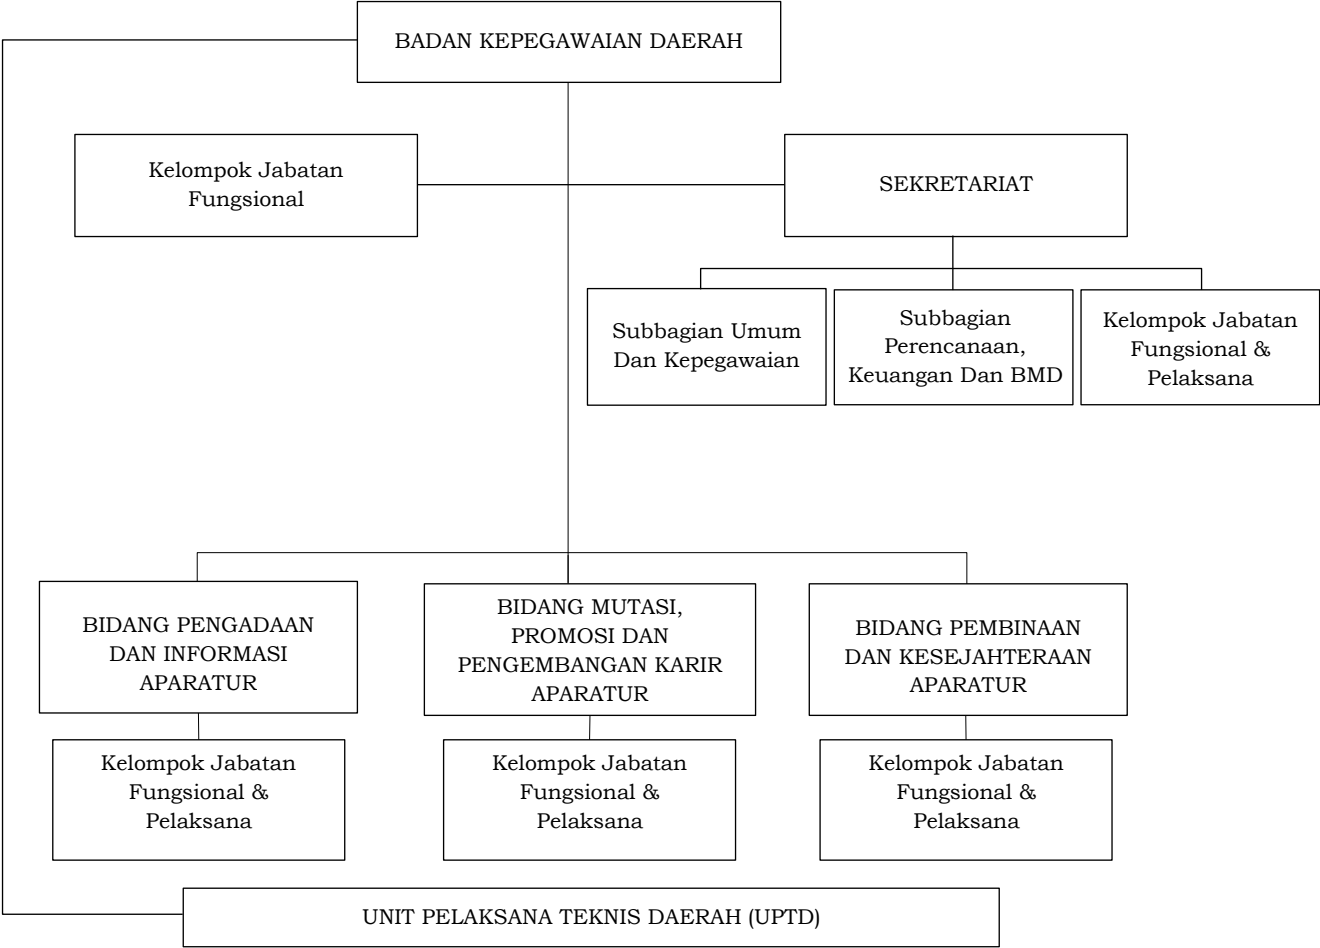 BADAN KEPEGAWAIAN DAERAH
Kelompok Jabatan
Fungsional
SEKRETARIAT
Subbagian Umum
Dan Kepegawaian
Subbagian
Perencanaan,
Keuangan Dan BMD
Kelompok Jabatan
Fungsional &
Pelaksana
BIDANG PENGADAAN
DAN INFORMASI
APARATUR
BIDANG MUTASI,
PROMOSI DAN
PENGEMBANGAN KARIR
APARATUR
BIDANG PEMBINAAN
DAN KESEJAHTERAAN
APARATUR
Kelompok Jabatan
Fungsional &
Pelaksana
Kelompok Jabatan
Fungsional &
Pelaksana
Kelompok Jabatan
Fungsional &
Pelaksana
UNIT PELAKSANA TEKNIS DAERAH (UPTD)